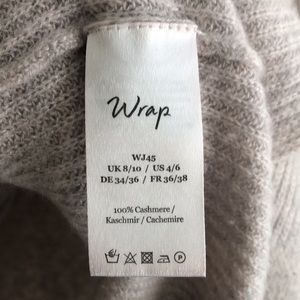 Wrap
WJ45
UK 8/10 / US 4/6
DE 34/36 / FR 36/38
100% Cashmere /
Kaschmir / Cachemire
P